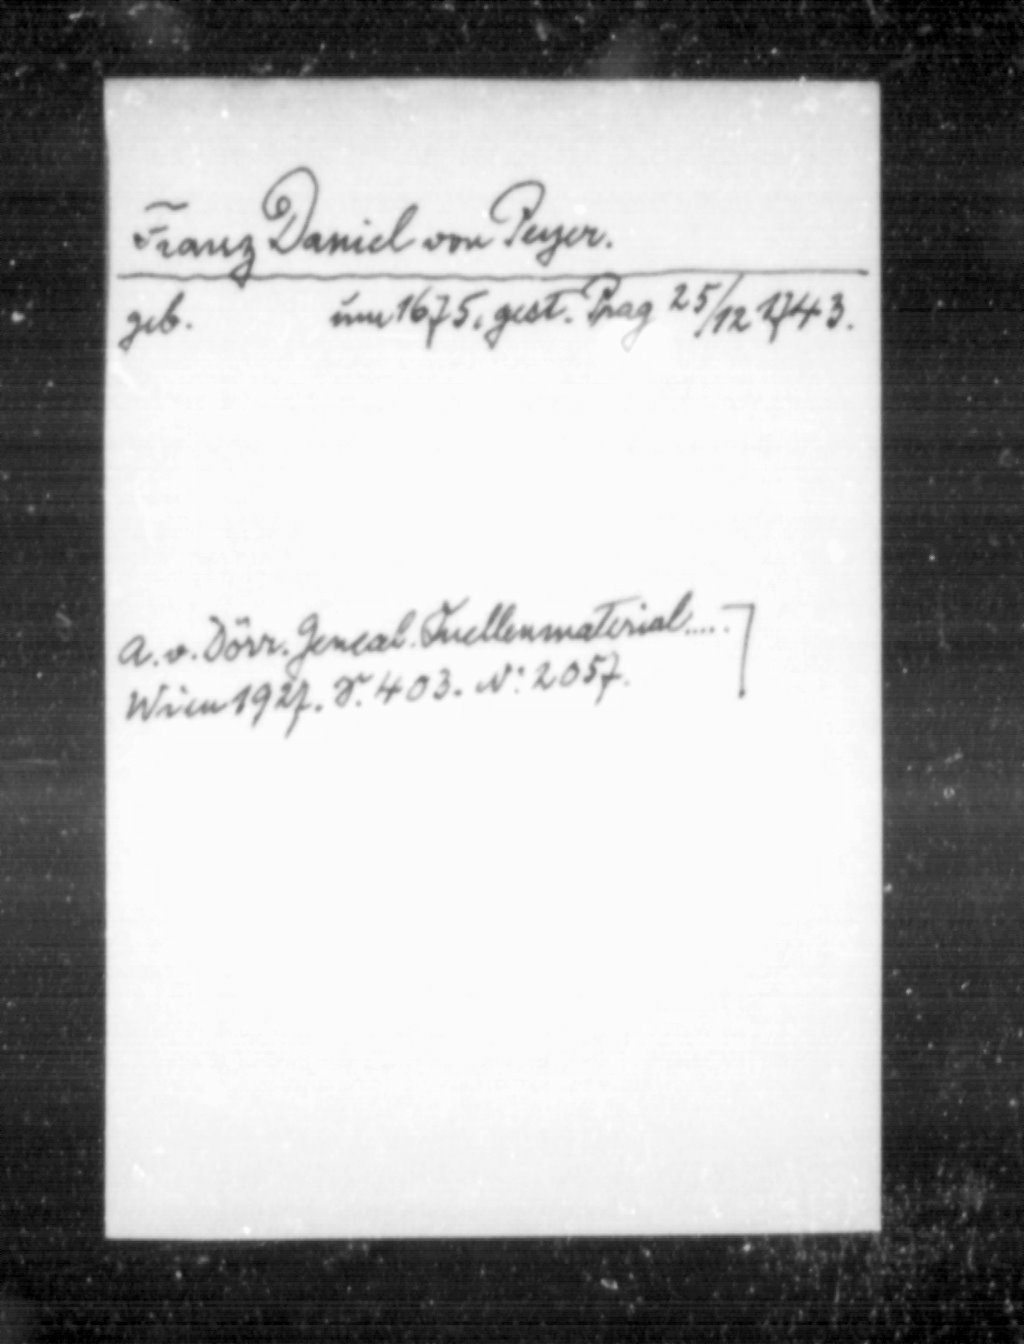 Franz Daniel von Peyer.
geb. um 1675, gest. Prag 25/12 1743.
A. v. Dörr. Geneal. Quellenmaterial.....
Wien 1927. S. 403. N: 2057.